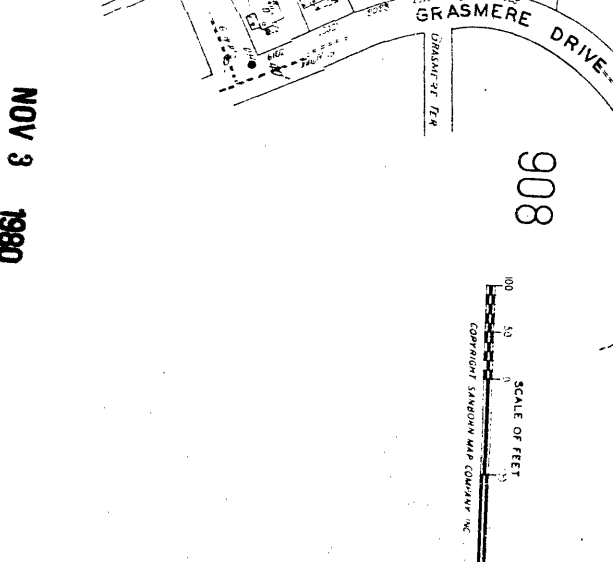 GRASMERE DRIVE
GRASMERE TER
NOV 3 1980
908
100
50
0
SCALE OF FEET
COPYRIGHT SANBORN MAP COMPANY INC